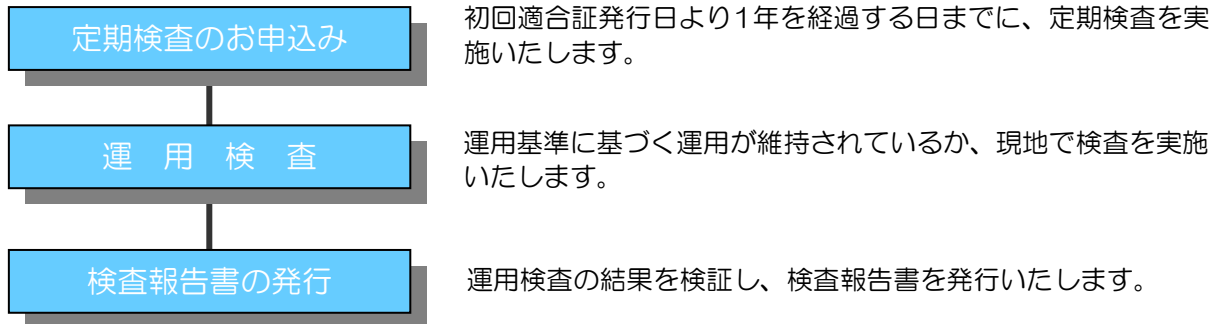 定期検査のお申込み
初回適合証発行日より1年を経過する日までに、定期検査を実
施いたします。
運用検査
運用基準に基づく運用が維持されているか、現地で検査を実施
いたします。
検査報告書の発行
運用検査の結果を検証し、検査報告書を発行いたします。